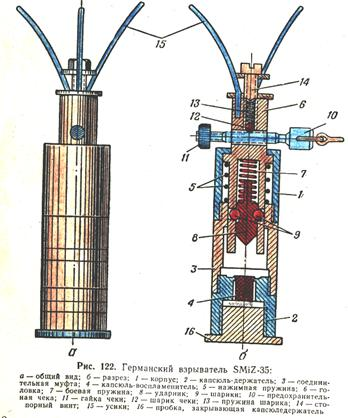 15
14
13
6
12
10
11
7
5
1
8
9
3
4
2
16
а
б
Рис. 122. Германский взрыватель SMiZ-35:
а — общий вид; б — разрез; 1 — корпус; 2 — капсюль-держатель; 3 — соедини-
тельная муфта; 4 — капсюль-воспламенитель; 5 — нажимная пружина; 6 — го-
ловка; 7 — боевая пружина; 8 — ударник; 9 — шарики; 10 — предохранитель-
ная чека; 11 — гайка чеки; 12 — шарик чеки; 13 — пружина шарика; 14 — сто-
порный винт; 15 — усики; 16 — пробка, закрывающая капсюледержатель